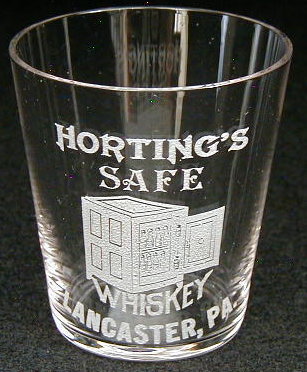 HORTING'S
SAFE
WHISKEY
LANCASTER, PA.